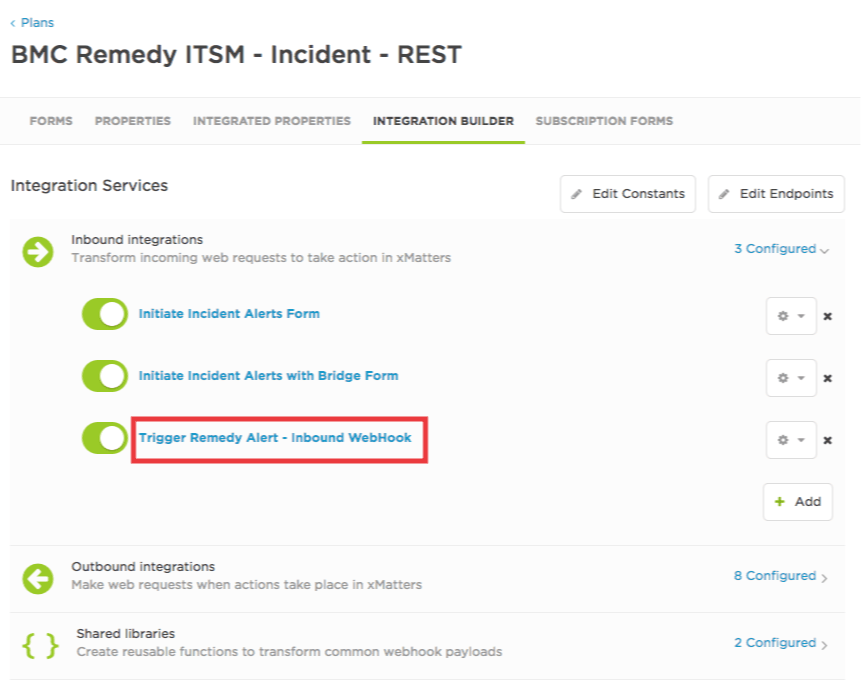 ‹ Plans
BMC Remedy ITSM - Incident - REST
FORMS PROPERTIES INTEGRATED PROPERTIES INTEGRATION BUILDER SUBSCRIPTION FORMS
Integration Services
Edit Constants
Edit Endpoints
Inbound integrations
Transform incoming web requests to take action in xMatters
3 Configured
Initiate Incident Alerts Form
Initiate Incident Alerts with Bridge Form
Trigger Remedy Alert - Inbound WebHook
+ Add
Outbound integrations
Make web requests when actions take place in xMatters
8 Configured
{ } Shared libraries
Create reusable functions to transform common webhook payloads
2 Configured